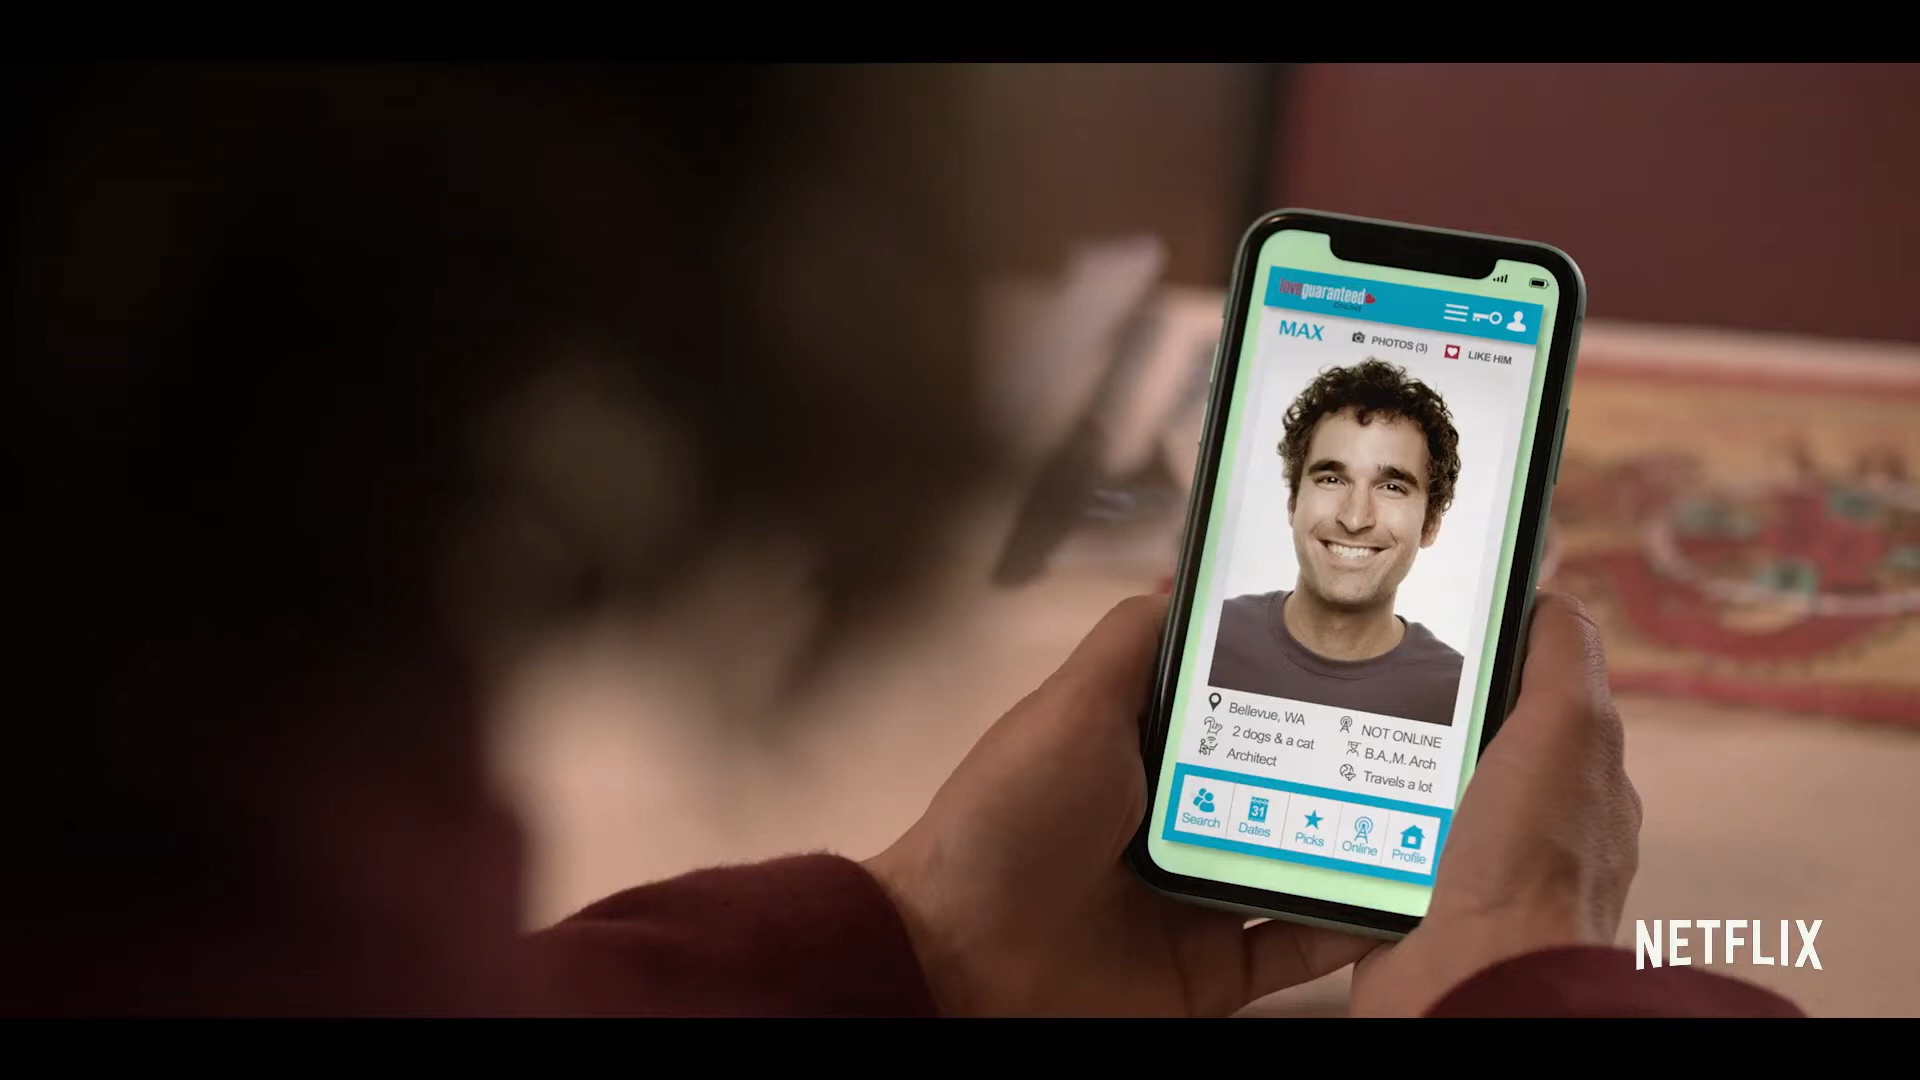 loveguaranteed
ONLINE
MAX
PHOTOS (3)
LIKE HIM
Bellevue, WA
NOT ONLINE
2 dogs & a cat
B.A.,M. Arch
Architect
Travels a lot
31
Search
Dates
Picks
Online
Profile
NETFLIX